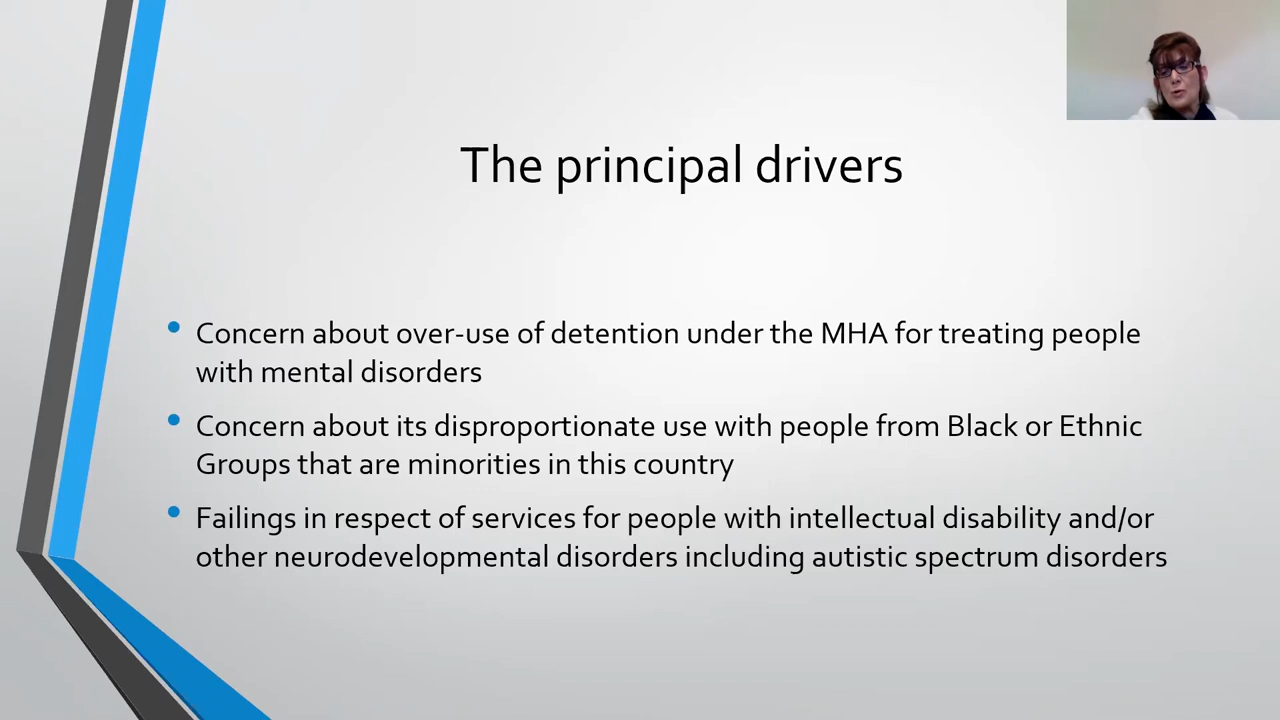 The principal drivers
Concern about over-use of detention under the MHA for treating people
with mental disorders
Concern about its disproportionate use with people from Black or Ethnic
Groups that are minorities in this country
Failings in respect of services for people with intellectual disability and/or
other neurodevelopmental disorders including autistic spectrum disorders